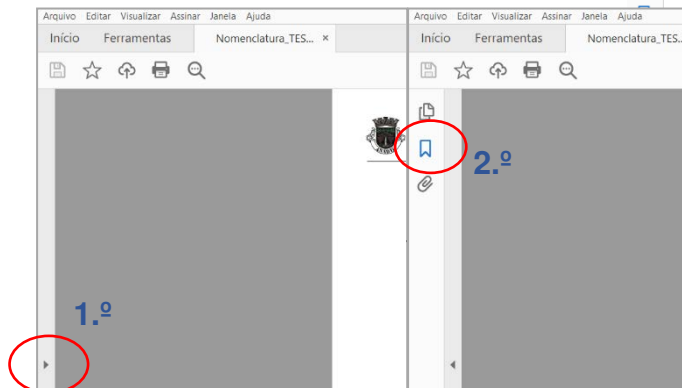 Arquivo Editar Visualizar Assinar Janela Ajuda
Início Ferramentas Nomenclatura_TES... ×
1.º
Arquivo Editar Visualizar Assinar Janela Ajuda
Início Ferramentas Nomenclatura_TES..
2.º